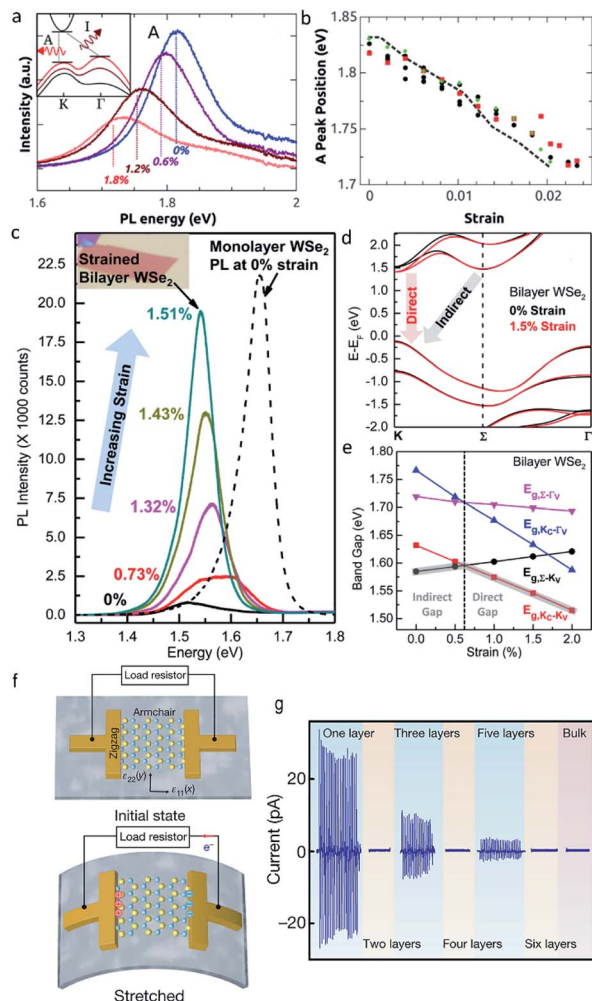 a
A
I
K
Γ
A
0%
0.6%
1.2%
1.8%
Intensity (a.u.)
1.6
1.7
1.8
1.9
2
PL energy (eV)
b
A Peak Position (eV)
1.85
1.8
1.75
1.7
0
0.01
0.02
Strain
c
PL Intensity (X 1000 counts)
22.5
20.0
17.5
15.0
12.5
10.0
7.5
5.0
2.5
0.0
Strained
Bilayer WSe2
Monolayer WSe2
PL at 0% strain
Increasing Strain
1.51%
1.43%
1.32%
0.73%
0%
1.3
1.4
1.5
1.6
1.7
1.8
Energy (eV)
d
E-EF (eV)
2.0
1.5
1.0
0.5
0.0
-0.5
-1.0
-1.5
-2.0
Direct
Indirect
Bilayer WSe2
0% Strain
1.5% Strain
K
Σ
Γ
e
Band Gap (eV)
1.80
1.75
1.70
1.65
1.60
1.55
1.50
Bilayer WSe2
Eg,Σ-ΓV
Eg,KC-ΓV
Eg,Σ-KV
Eg,KC-KV
Indirect
Gap
Direct
Gap
0.0
0.5
1.0
1.5
2.0
Strain (%)
f
Load resistor
Armchair
Zigzag
ε22(y)
ε11(x)
Initial state
Load resistor
e−
Stretched
g
Current (pA)
20
0
−20
One layer
Three layers
Five layers
Bulk
Two layers
Four layers
Six layers